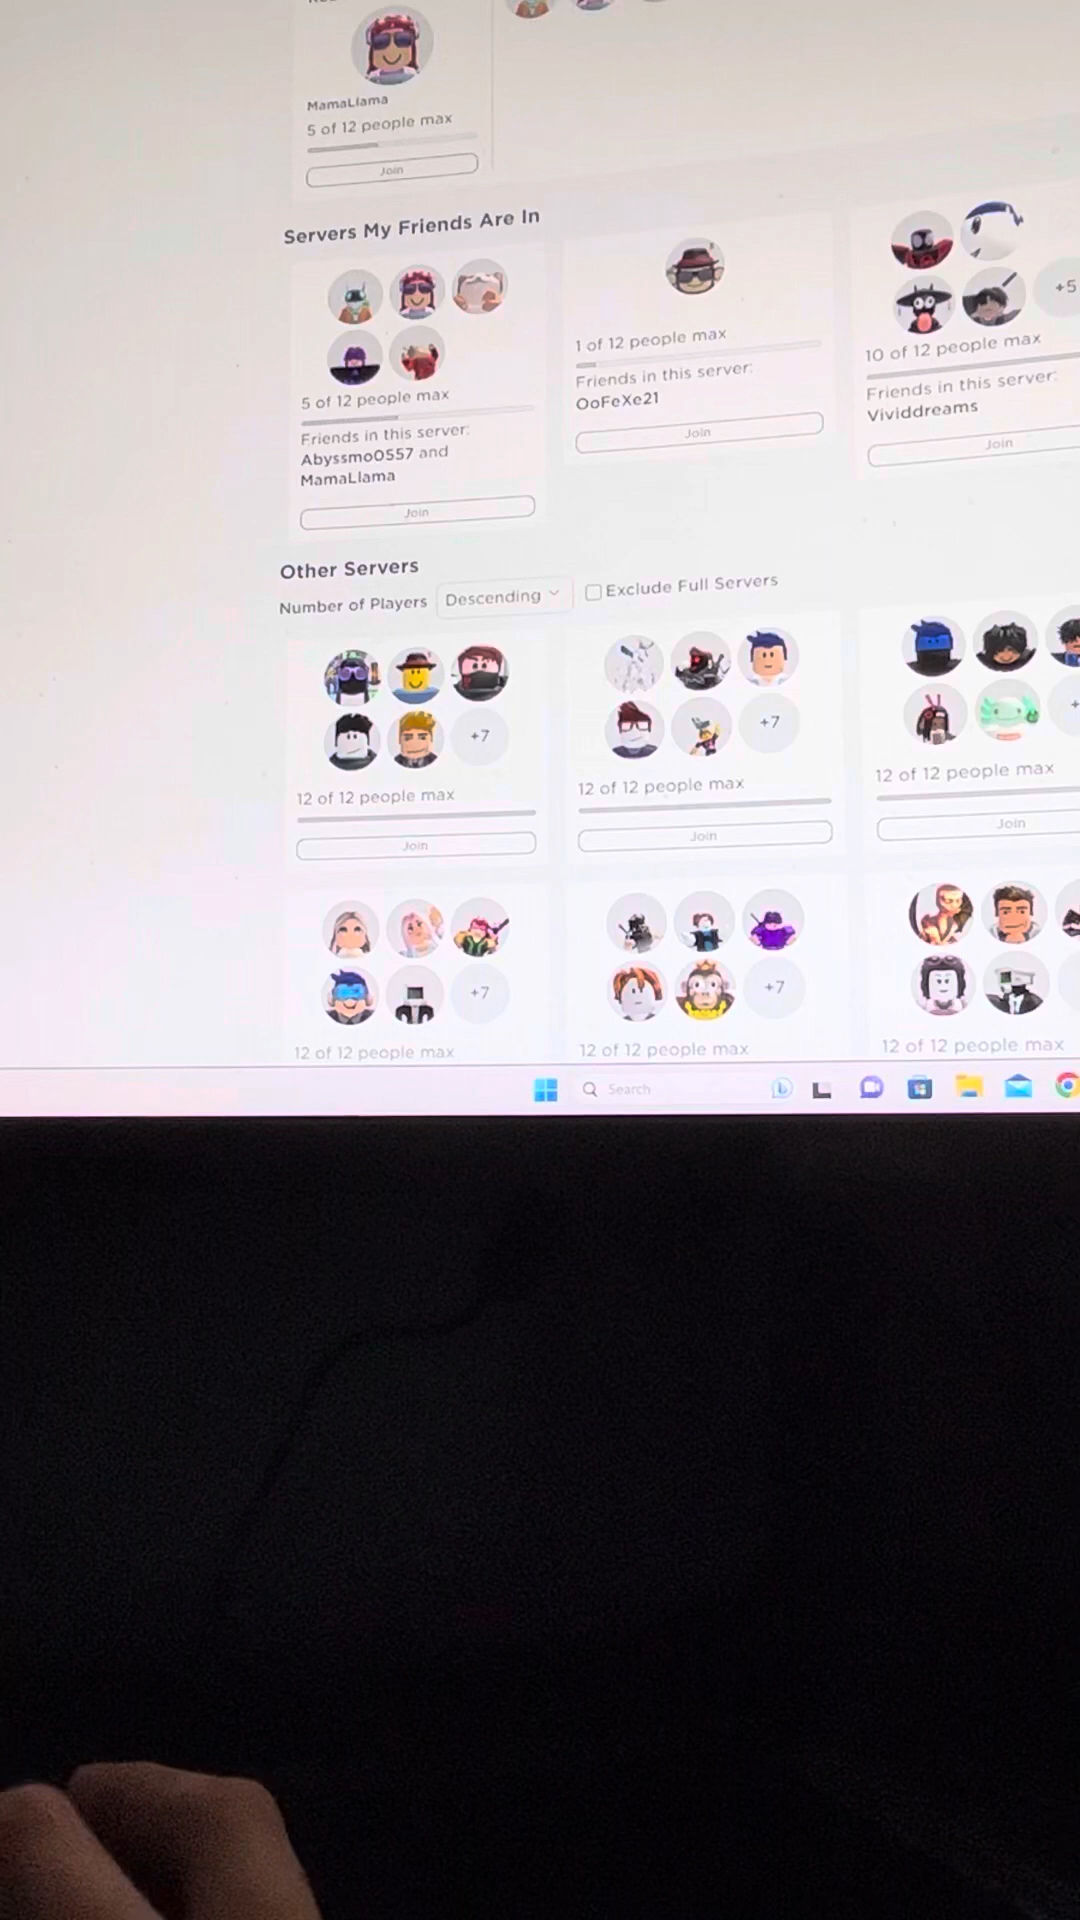 MamaLlama
5 of 12 people max
Join
Servers My Friends Are In
5 of 12 people max
Friends in this server:
Abyssmo0557 and
MamaLlama
Join
1 of 12 people max
Friends in this server:
OoFeXe21
Join
+5
10 of 12 people max
Friends in this server:
Vividdreams
Join
Other Servers
Number of Players
Descending
Exclude Full Servers
+7
12 of 12 people max
Join
+7
12 of 12 people max
Join
+
12 of 12 people max
Join
+7
12 of 12 people max
+7
12 of 12 people max
12 of 12 people max
Search